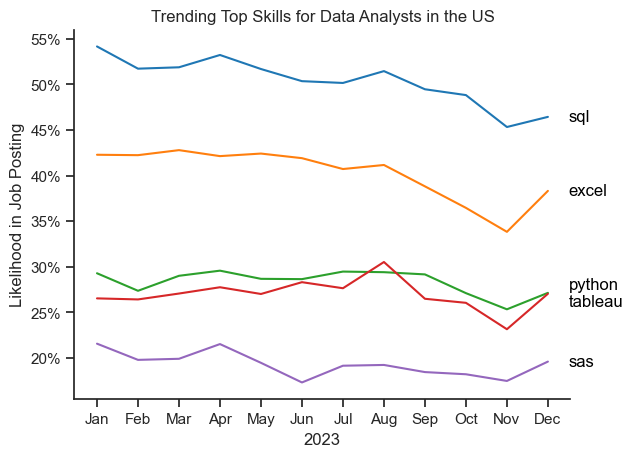 Trending Top Skills for Data Analysts in the US
Likelihood in Job Posting
55%
50%
45%
40%
35%
30%
25%
20%
sql
excel
python
tableau
sas
Jan Feb Mar Apr May Jun Jul Aug Sep Oct Nov Dec
2023